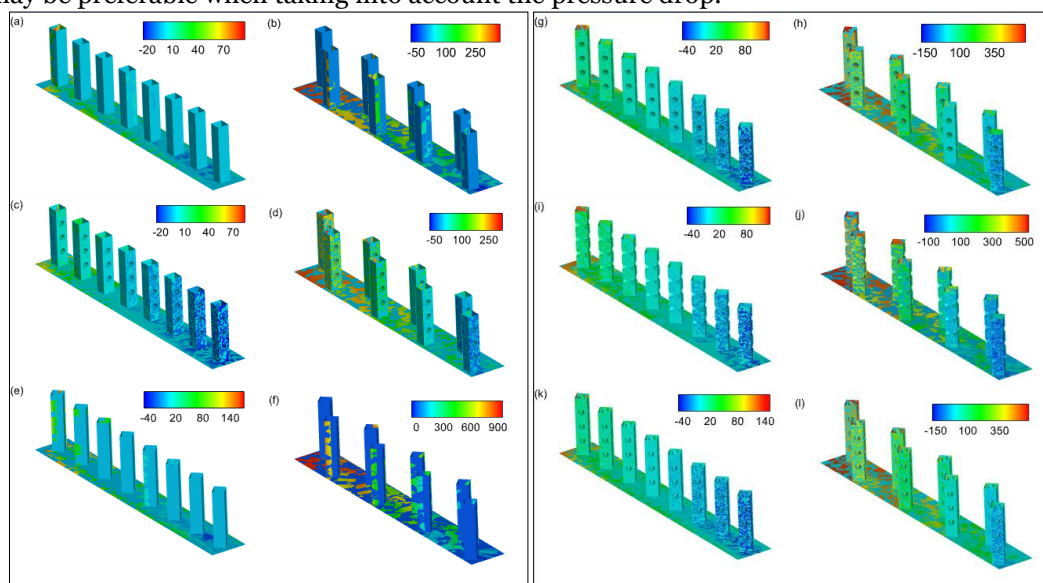 may be preferable when taking into account the pressure drop.
(a)
-20 10 40 70
(b)
-50 100 250
(c)
-20 10 40 70
(d)
-50 100 250
(e)
-40 20 80 140
(f)
0 300 600 900
(g)
-40 20 80
(h)
-150 100 350
(i)
-40 20 80
(j)
-100 100 300 500
(k)
-40 20 80 140
(l)
-150 100 350